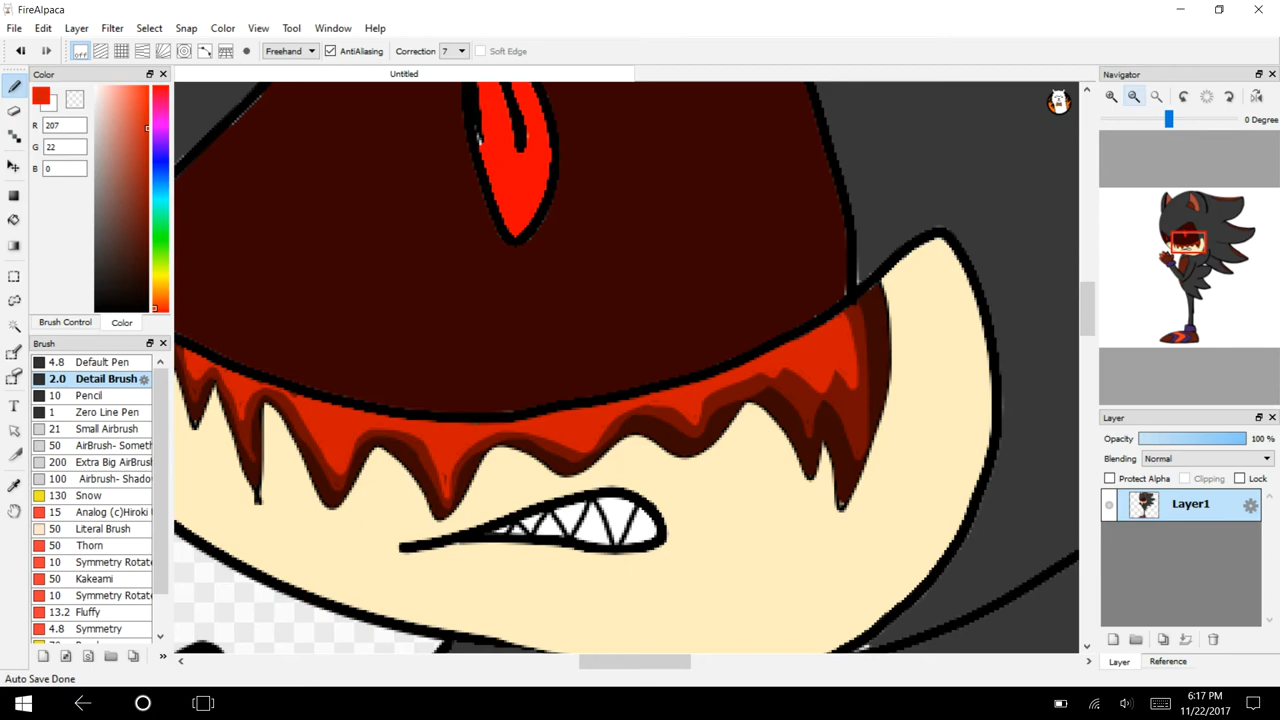 FireAlpaca
File Edit Layer Filter Select Snap Color View Tool Window Help
off Freehand AntiAliasing Correction 7 Soft Edge
Color
Untitled
Navigator
0 Degree
R 207
G 22
B 0
Brush Control Color
Brush
4.8 Default Pen
2.0 Detail Brush
10 Pencil
1 Zero Line Pen
21 Small Airbrush
50 AirBrush- Someth
200 Extra Big AirBrush
100 Airbrush- Shado
130 Snow
15 Analog (c)Hiroki
50 Literal Brush
50 Thorn
10 Symmetry Rotate
50 Kakeami
10 Symmetry Rotate
13.2 Fluffy
4.8 Symmetry
Layer
Opacity 100 %
Blending Normal
Protect Alpha Clipping Lock
Layer1
Layer Reference
Auto Save Done
6:17 PM
11/22/2017